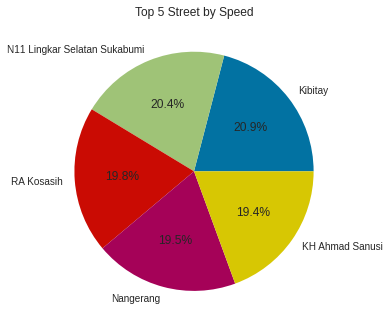 Top 5 Street by Speed
N11 Lingkar Selatan Sukabumi
Kibitay
20.4%
20.9%
RA Kosasih
19.8%
19.4%
19.5%
KH Ahmad Sanusi
Nangerang